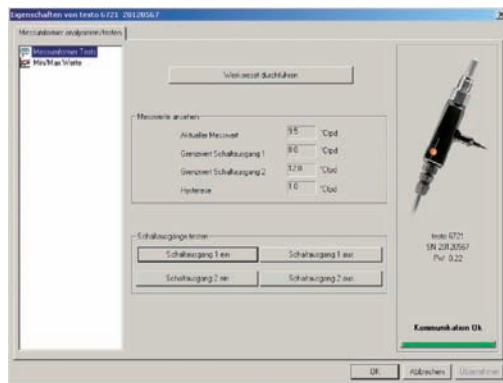 Eigenschaften von testo 6721 20120567
Messumformer analysieren/testen
Messumformer Tests
Min/Max Werte
Werksreset durchführen
Messwerte ansehen
Aktueller Messwert 9.5 °Ctpd
Grenzwert Schaltausgang 1 8.0 °Ctpd
Grenzwert Schaltausgang 2 12.0 °Ctpd
Hysterese 1.0 °Ctpd
Schaltausgänge testen
Schaltausgang 1 ein Schaltausgang 1 aus
Schaltausgang 2 ein Schaltausgang 2 aus
testo 6721
SN 20120567
FW: 0.22
Kommunikation Ok
OK Abbrechen Übernehmen